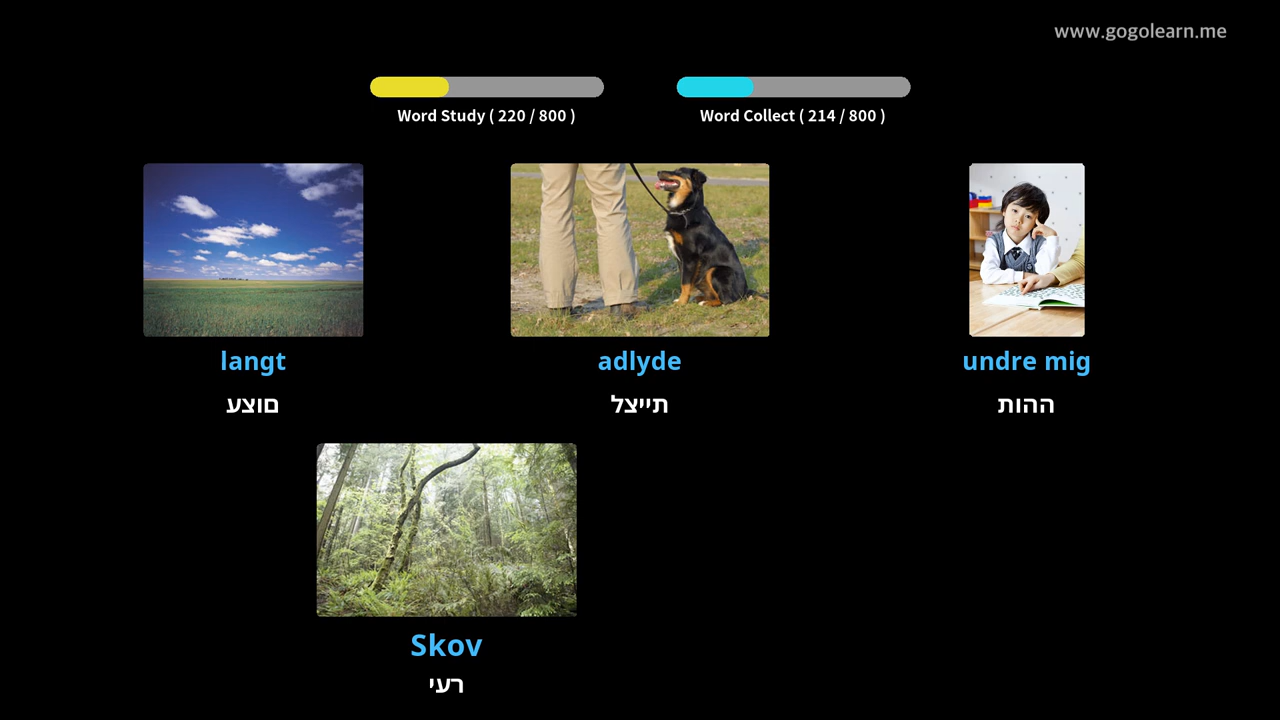 www.gogolearn.me
Word Study ( 220 / 800 )
Word Collect ( 214 / 800 )
langt
adlyde
undre mig
םוצע
תייצל
ההות
Skov
רעי